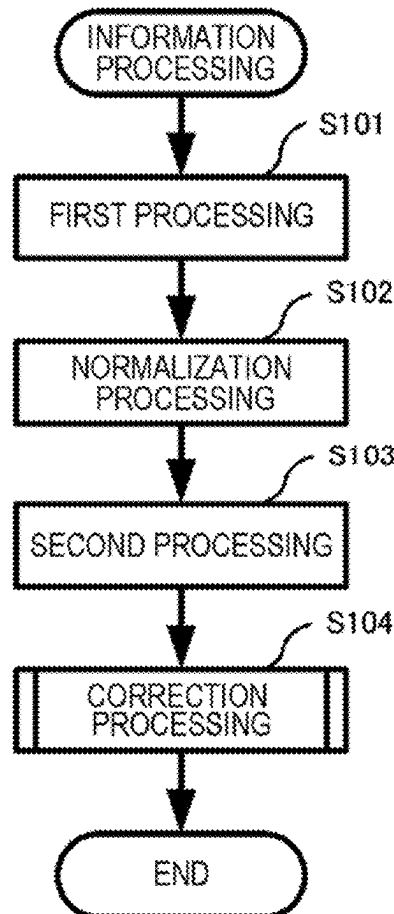 INFORMATION
PROCESSING
S101
FIRST PROCESSING
S102
NORMALIZATION
PROCESSING
S103
SECOND PROCESSING
S104
CORRECTION
PROCESSING
END